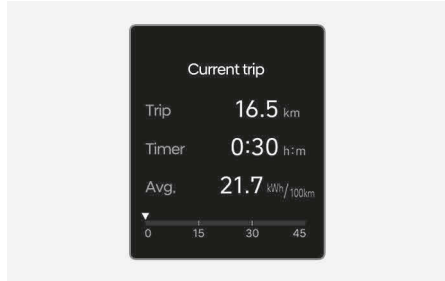 Current trip
Trip 16.5 km
Timer 0:30 h:m
Avg. 21.7 kWh/100km
0 15 30 45